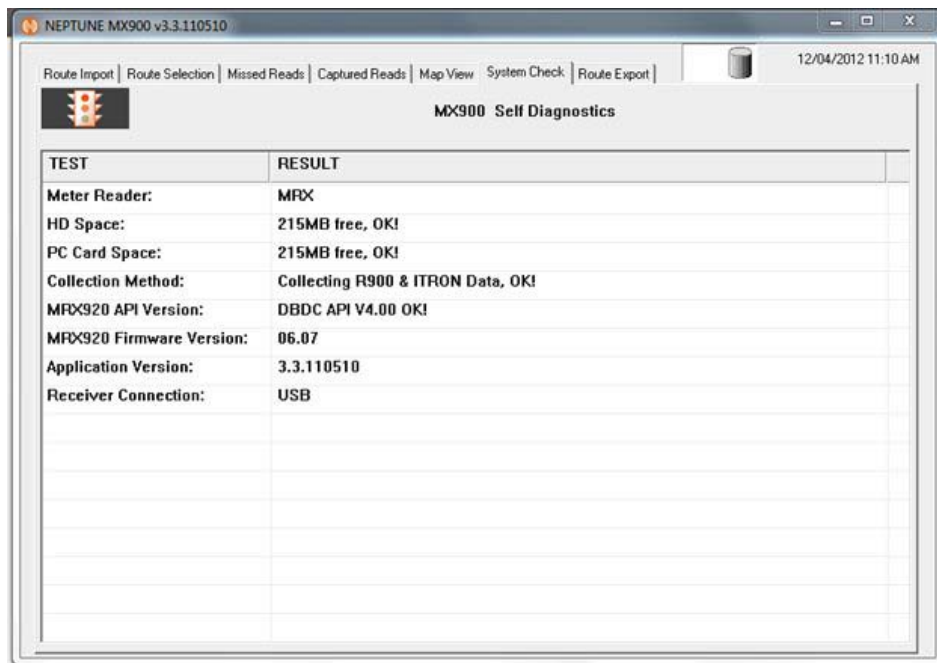 NEPTUNE MX900 v3.3.110510
Route Import Route Selection Missed Reads Captured Reads Map View System Check Route Export
12/04/2012 11:10 AM
MX900 Self Diagnostics
TEST RESULT
Meter Reader: MRX
HD Space: 215MB free, OK!
PC Card Space: 215MB free, OK!
Collection Method: Collecting R900 & ITRON Data, OK!
MRX920 API Version: DBDC API V4.00 OK!
MRX920 Firmware Version: 06.07
Application Version: 3.3.110510
Receiver Connection: USB